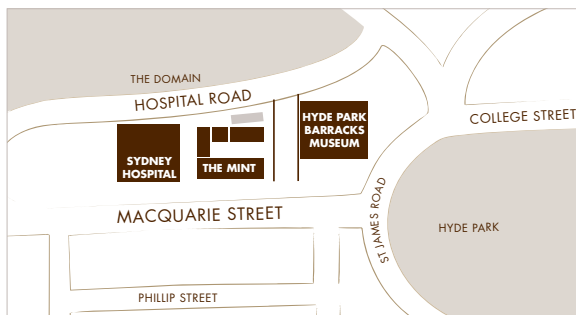 THE DOMAIN
HOSPITAL ROAD
HYDE PARK
BARRACKS
MUSEUM
COLLEGE STREET
SYDNEY
HOSPITAL
THE MINT
MACQUARIE STREET
ST JAMES ROAD
HYDE PARK
PHILLIP STREET